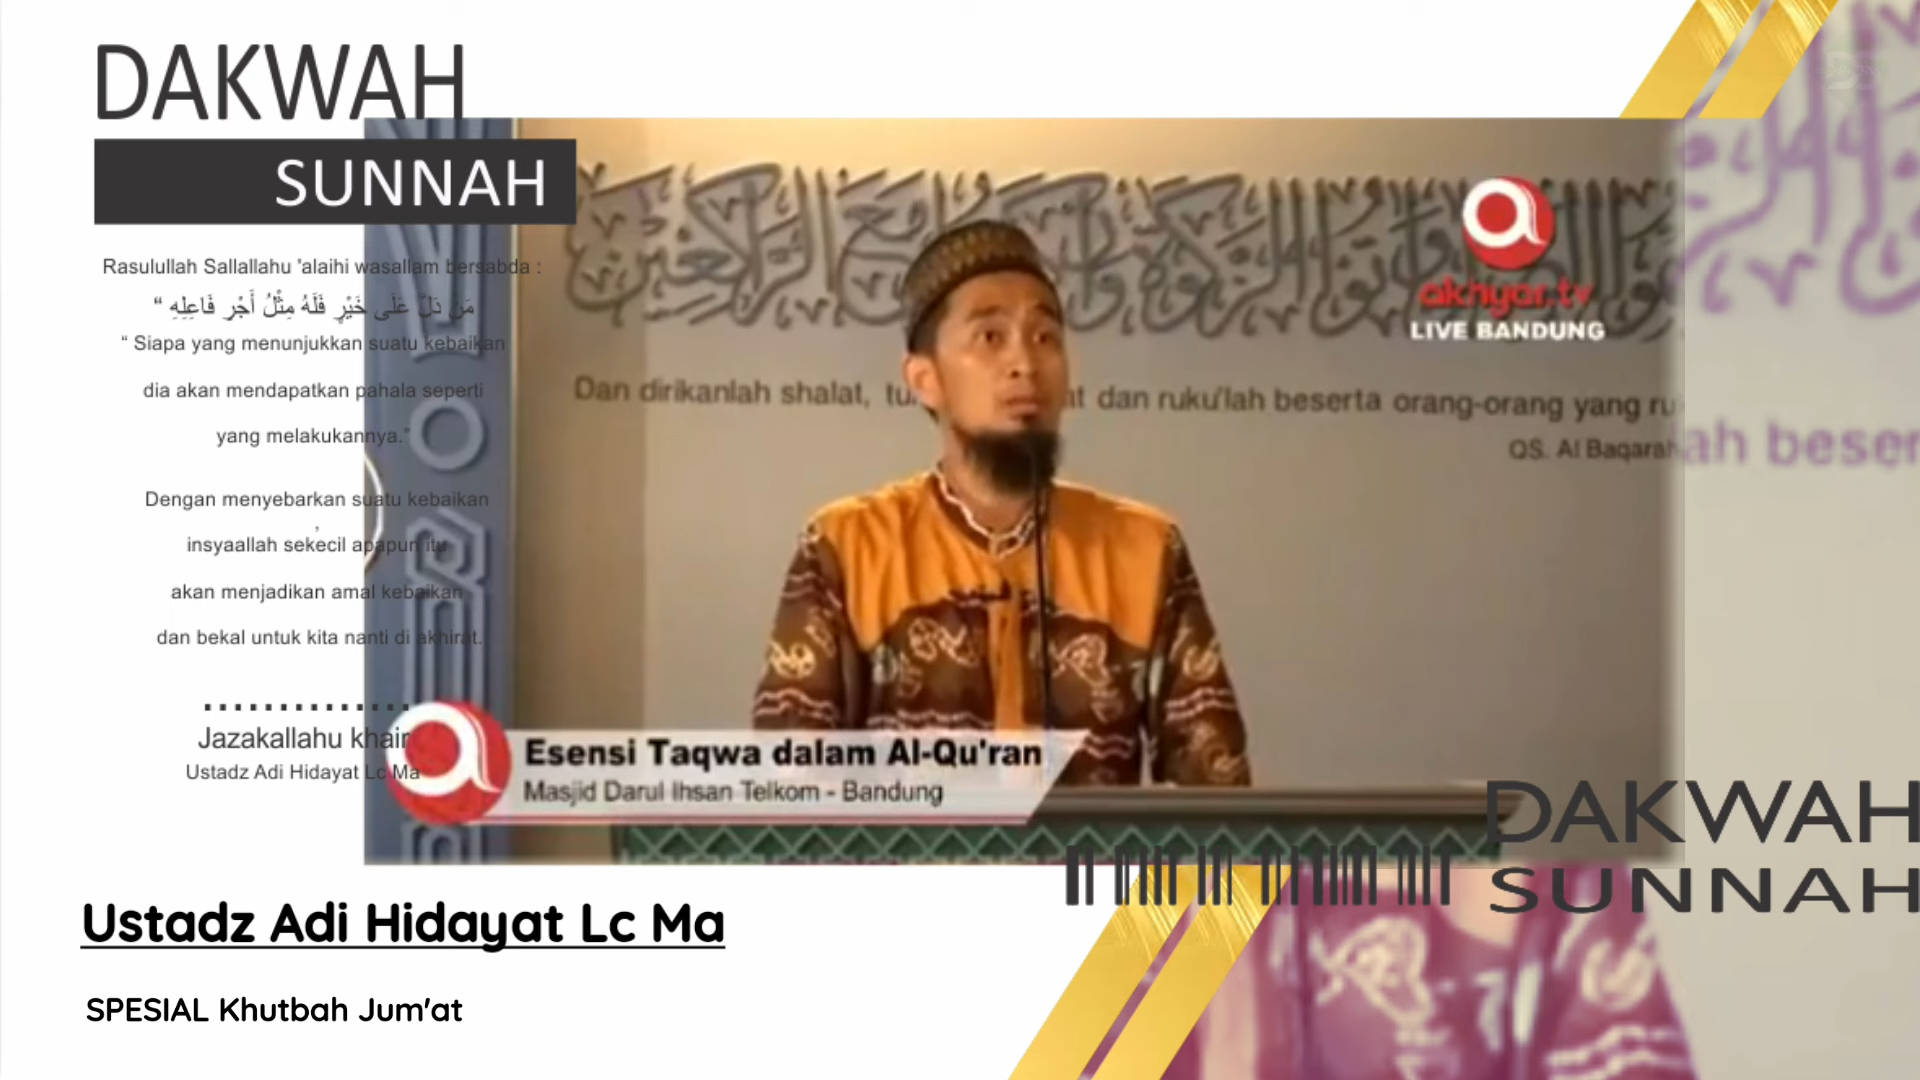 DAKWAH
SUNNAH
Rasulullah Sallallahu 'alaihi wasallam bersabda :
“ مَنْ دَلَّ عَلَى خَيْرٍ فَلَهُ مِثْلُ أَجْرِ فَاعِلِهِ
“ Siapa yang menunjukkan suatu kebaikan
dia akan mendapatkan pahala seperti
yang melakukannya.”
Dengan menyebarkan suatu kebaikan
insyaallah sekecil apapun itu
akan menjadikan amal kebaikan
dan bekal untuk kita nanti di akhirat.
Jazakallahu khair
Ustadz Adi Hidayat Lc Ma
akhyar.tv
LIVE BANDUNG
Dan dirikanlah shalat, dan ruku'lah beserta orang-orang yang
QS. Al Baqarah
Esensi Taqwa dalam Al-Qu'ran
Masjid Darul Ihsan Telkom - Bandung
DAKWAH
SUNNAH
Ustadz Adi Hidayat Lc Ma
SPESIAL Khutbah Jum'at